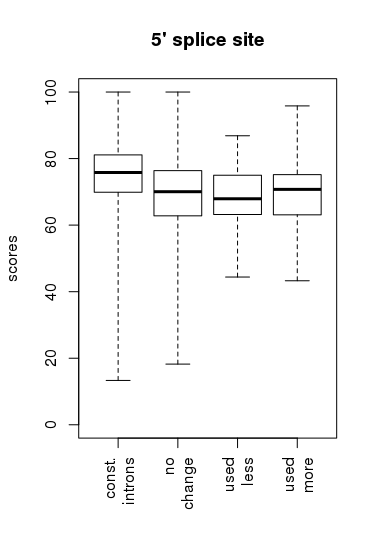 5' splice site
scores
100
80
60
40
20
0
const.
introns
no
change
used
less
used
more